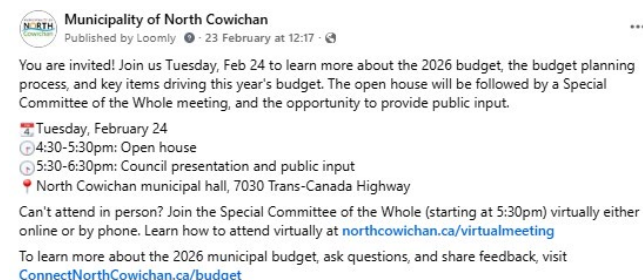 NORTH
Cowichan
Municipality of North Cowichan
Published by Loomly · 23 February at 12:17 ·
You are invited! Join us Tuesday, Feb 24 to learn more about the 2026 budget, the budget planning
process, and key items driving this year's budget. The open house will be followed by a Special
Committee of the Whole meeting, and the opportunity to provide public input.
Tuesday, February 24
4:30-5:30pm: Open house
5:30-6:30pm: Council presentation and public input
North Cowichan municipal hall, 7030 Trans-Canada Highway
Can't attend in person? Join the Special Committee of the Whole (starting at 5:30pm) virtually either
online or by phone. Learn how to attend virtually at northcowichan.ca/virtualmeeting
To learn more about the 2026 municipal budget, ask questions, and share feedback, visit
ConnectNorthCowichan.ca/budget